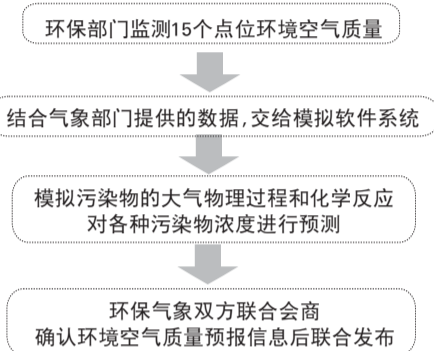 环保部门监测15个点位环境空气质量
结合气象部门提供的数据,交给模拟软件系统
模拟污染物的大气物理过程和化学反应
对各种污染物浓度进行预测
环保气象双方联合会商
确认环境空气质量预报信息后联合发布